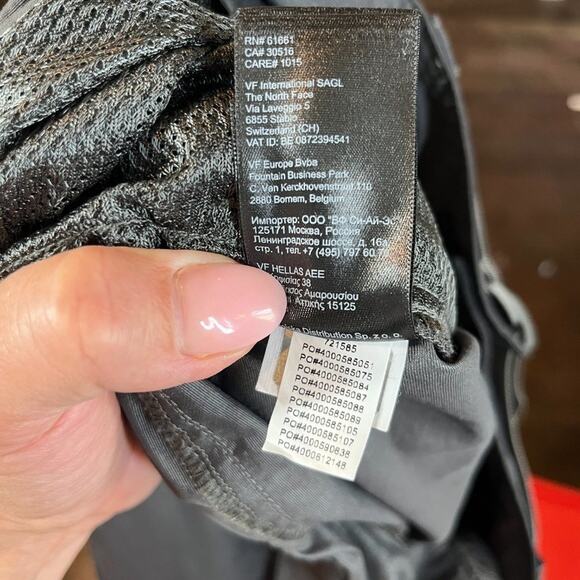 RN# 61661
CA# 30516
CARE# 1015
VF International SAGL
The North Face
Via Laveggio 5
6855 Stabio
Switzerland (CH)
VAT ID: BE 0872394541
VF Europe Bvba
Fountain Business Park
C. Van Kerckhovenstraat 110
2880 Bornem, Belgium
Импортер: ООО "ВФ Си-Ай-Эс
125171 Москва, Россия
Ленинградское шоссе, д. 16а
стр. 1, тел.+7 (495) 797 60
VF HELLAS AEE
38
Αμαρουσίου
Αττικής 15125
Distribution Sp. z o. o.
721585
PO#4000585051
PO#4000585075
PO#4000585084
PO#4000585087
PO#4000585088
PO#4000585089
PO#4000585105
PO#4000585107
PO#4000590838
PO#4000612148